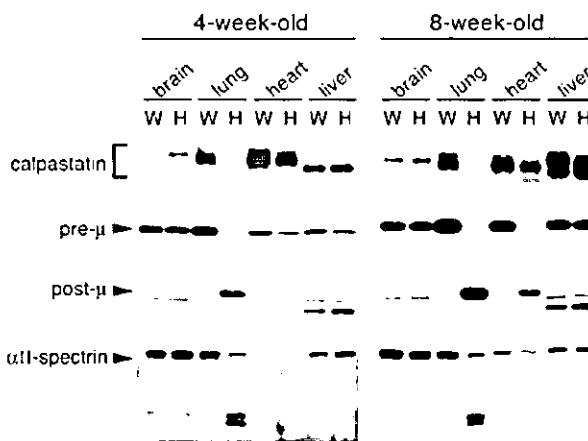 4-week-old 8-week-old
brain lung heart liver brain lung heart liver
W H W H W H W H W H W H W H W H
calpastatin
pre-μ
post-μ
αII-spectrin